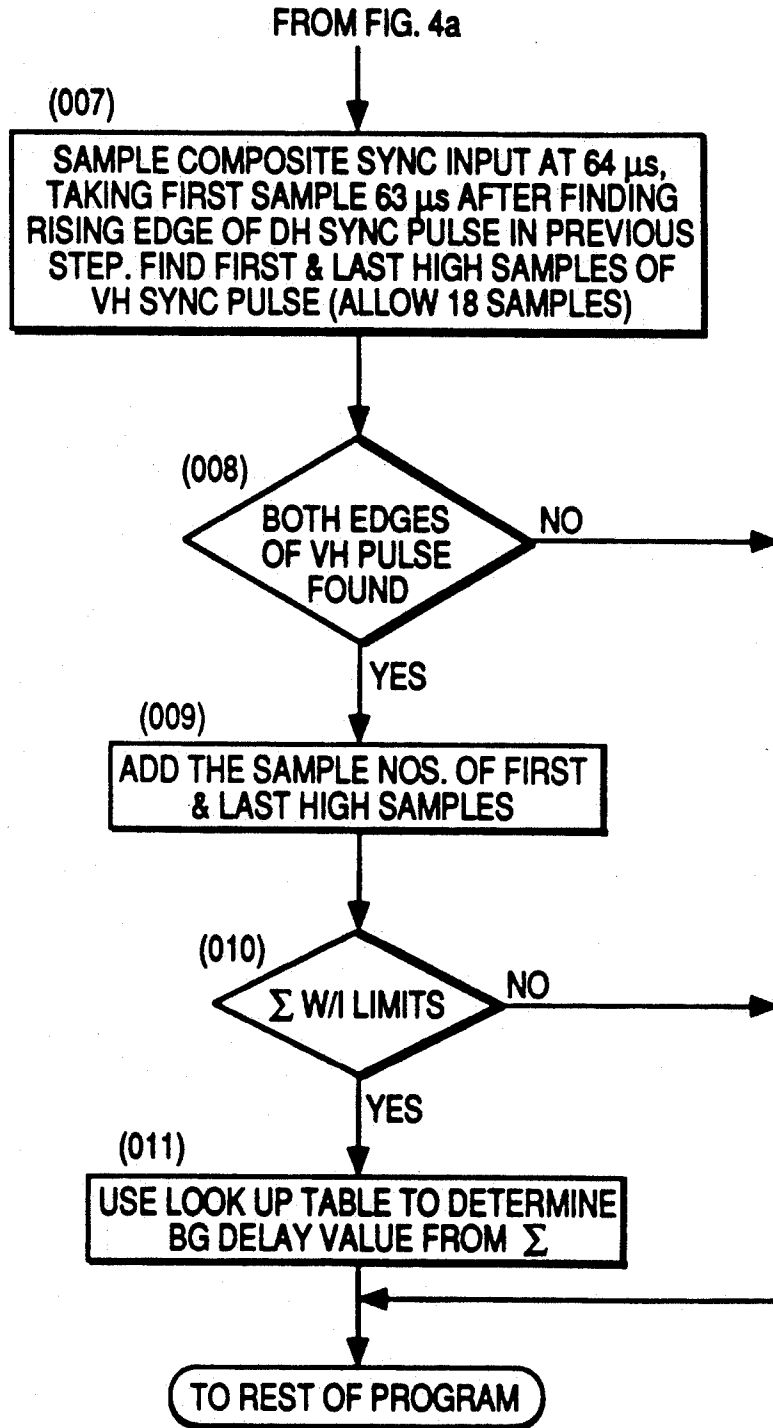 FROM FIG. 4a
(007)
SAMPLE COMPOSITE SYNC INPUT AT 64 µs,
TAKING FIRST SAMPLE 63 µs AFTER FINDING
RISING EDGE OF DH SYNC PULSE IN PREVIOUS
STEP. FIND FIRST & LAST HIGH SAMPLES OF
VH SYNC PULSE (ALLOW 18 SAMPLES)
(008)
BOTH EDGES
OF VH PULSE
FOUND
NO
YES
(009)
ADD THE SAMPLE NOS. OF FIRST
& LAST HIGH SAMPLES
(010)
Σ W/I LIMITS
NO
YES
(011)
USE LOOK UP TABLE TO DETERMINE
BG DELAY VALUE FROM Σ
TO REST OF PROGRAM